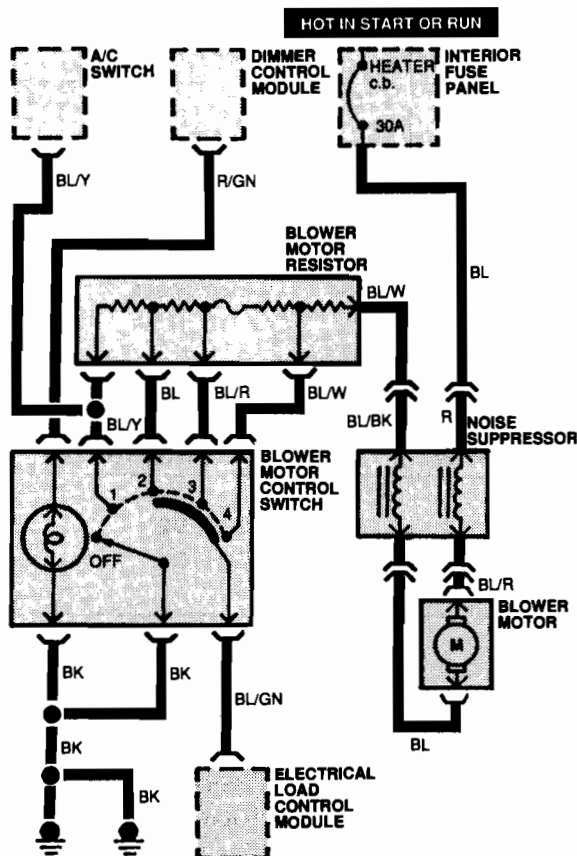 HOT IN START OR RUN
A/C
SWITCH
DIMMER
CONTROL
MODULE
HEATER
c.b.
30A
INTERIOR
FUSE
PANEL
BL/Y
R/GN
BL
BLOWER
MOTOR
RESISTOR
BL/W
BL/Y
BL
BL/R
BL/W
BL/BK
R
NOISE
SUPPRESSOR
BLOWER
MOTOR
CONTROL
SWITCH
1
2
3
4
OFF
BL/R
BLOWER
MOTOR
M
BK
BK
BL/GN
BL
BK
BK
ELECTRICAL
LOAD
CONTROL
MODULE